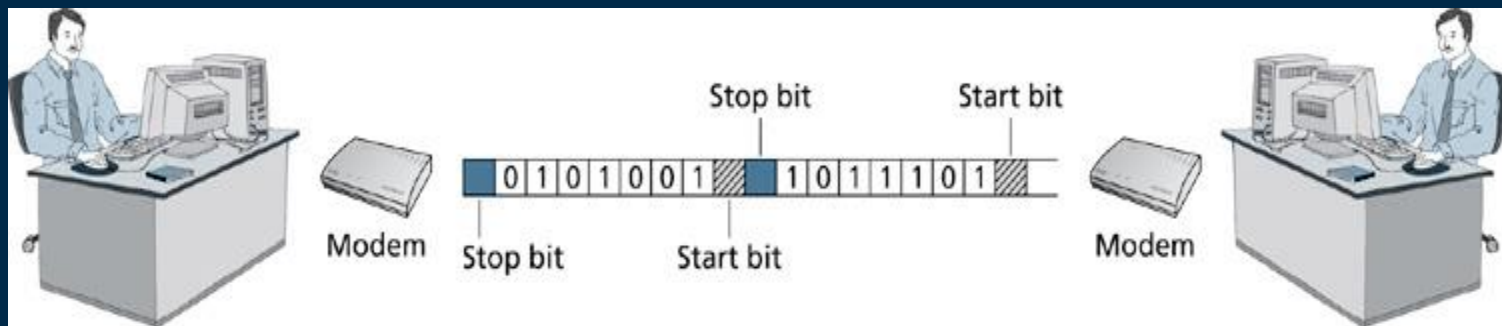 Stop bit Start bit
0 1 0 1 0 0 1 1 0 1 1 1 0 1
Modem Stop bit Start bit Modem